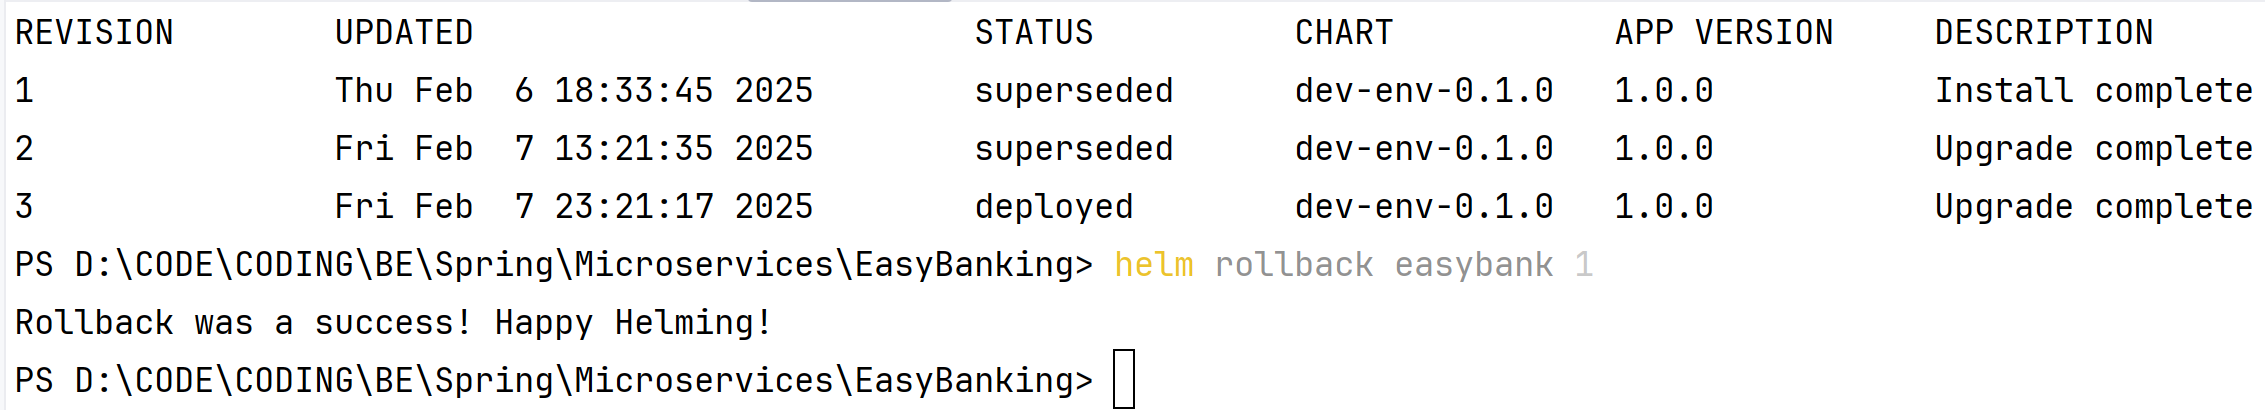 REVISION UPDATED STATUS CHART APP VERSION DESCRIPTION
1 Thu Feb  6 18:33:45 2025 superseded dev-env-0.1.0 1.0.0 Install complete
2 Fri Feb  7 13:21:35 2025 superseded dev-env-0.1.0 1.0.0 Upgrade complete
3 Fri Feb  7 23:21:17 2025 deployed dev-env-0.1.0 1.0.0 Upgrade complete
PS D:\CODE\CODING\BE\Spring\Microservices\EasyBanking> helm rollback easybank 1
Rollback was a success! Happy Helming!
PS D:\CODE\CODING\BE\Spring\Microservices\EasyBanking>